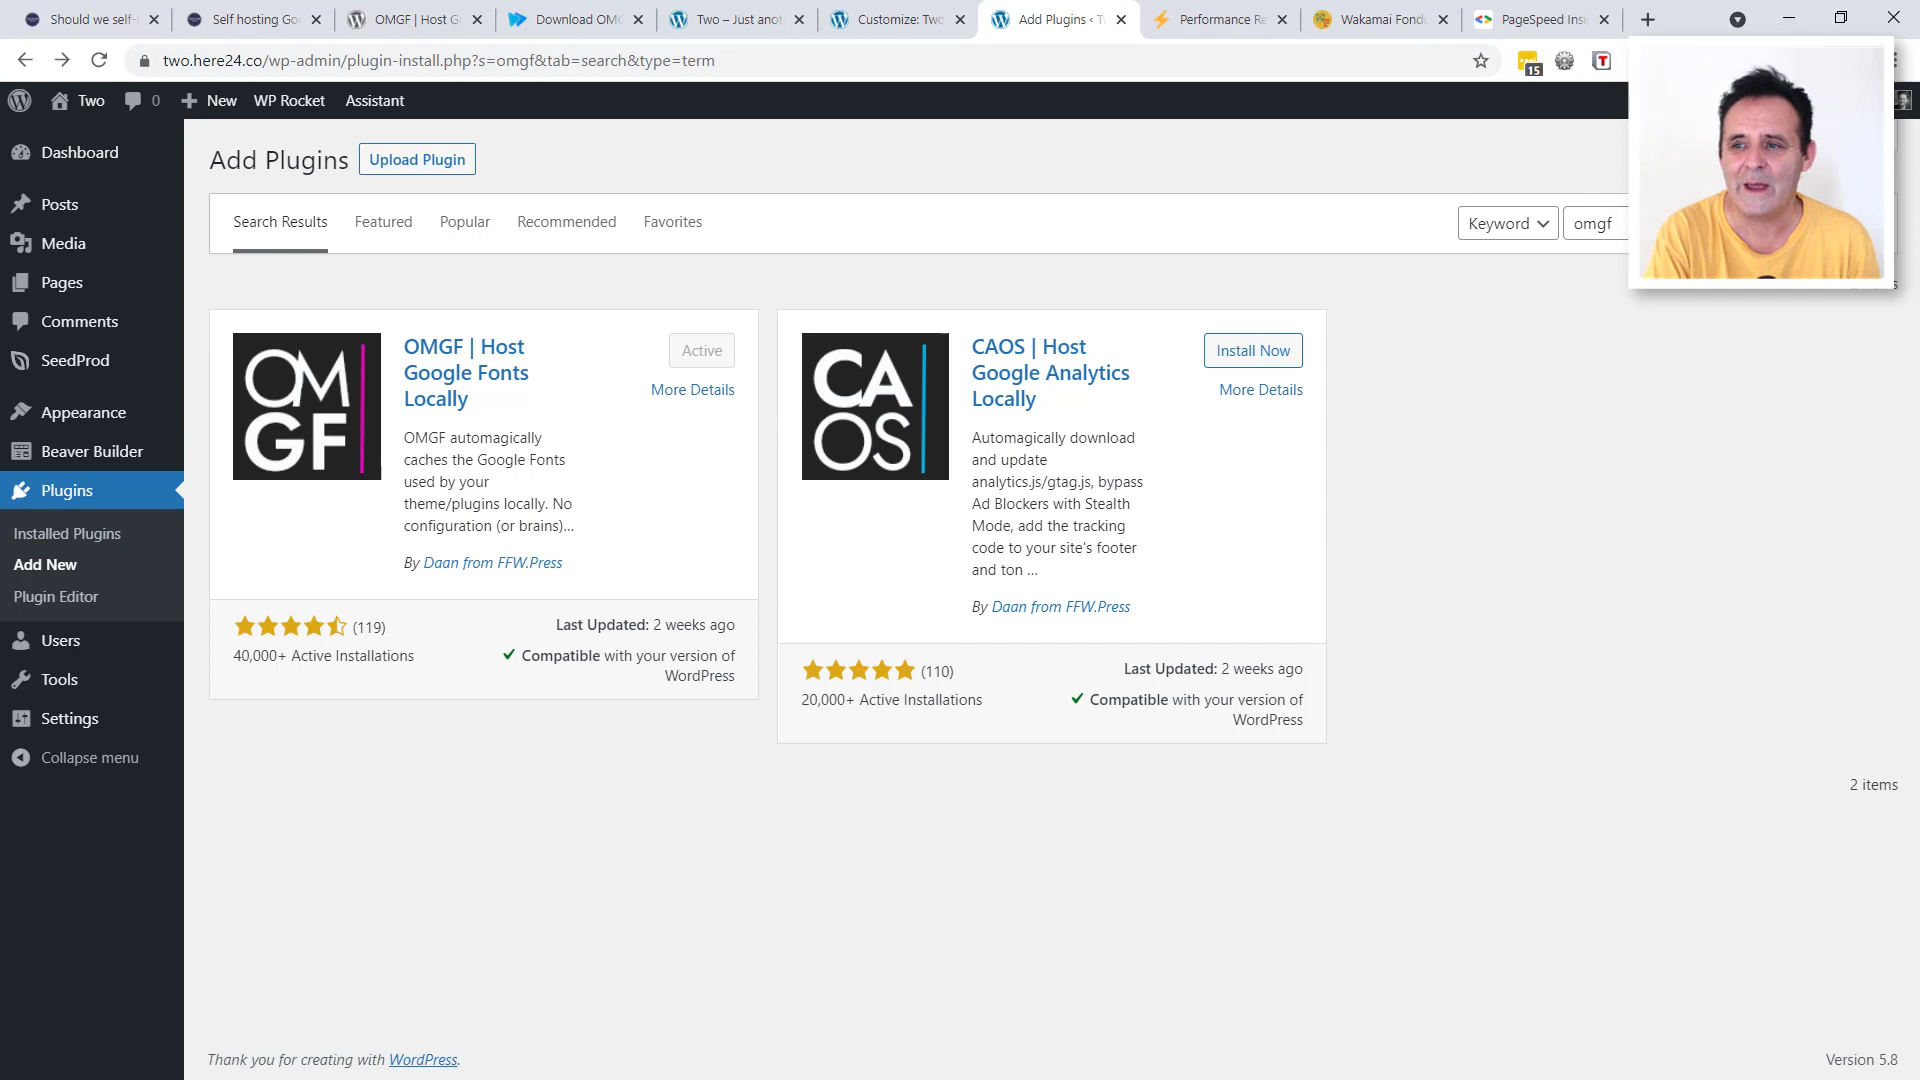 Should we self-
Self hosting Go
OMGF | Host G
Download OMG
Two – Just anot
Customize: Two
Add Plugins ‹ T
Performance Re
Wakamai Fond
PageSpeed Insi
two.here24.co/wp-admin/plugin-install.php?s=omgf&tab=search&type=term
15
T
Two
0
New
WP Rocket
Assistant
Dashboard
Posts
Media
Pages
Comments
SeedProd
Appearance
Beaver Builder
Plugins
Installed Plugins
Add New
Plugin Editor
Users
Tools
Settings
Collapse menu
Add Plugins
Upload Plugin
Search Results
Featured
Popular
Recommended
Favorites
Keyword
omgf
s
OM
GF
OMGF | Host
Google Fonts
Locally
Active
More Details
OMGF automagically
caches the Google Fonts
used by your
theme/plugins locally. No
configuration (or brains)...
By Daan from FFW.Press
(119)
40,000+ Active Installations
Last Updated: 2 weeks ago
Compatible with your version of
WordPress
CA
OS
CAOS | Host
Google Analytics
Locally
Install Now
More Details
Automagically download
and update
analytics.js/gtag.js, bypass
Ad Blockers with Stealth
Mode, add the tracking
code to your site's footer
and ton ...
By Daan from FFW.Press
(110)
20,000+ Active Installations
Last Updated: 2 weeks ago
Compatible with your version of
WordPress
2 items
Thank you for creating with WordPress.
Version 5.8